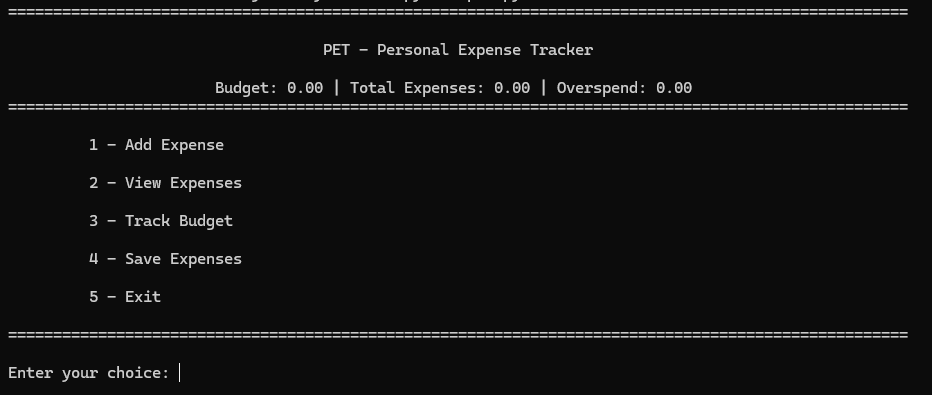 ====================================================================================================
PET - Personal Expense Tracker
Budget: 0.00 | Total Expenses: 0.00 | Overspend: 0.00
====================================================================================================
1 - Add Expense
2 - View Expenses
3 - Track Budget
4 - Save Expenses
5 - Exit
====================================================================================================
Enter your choice: